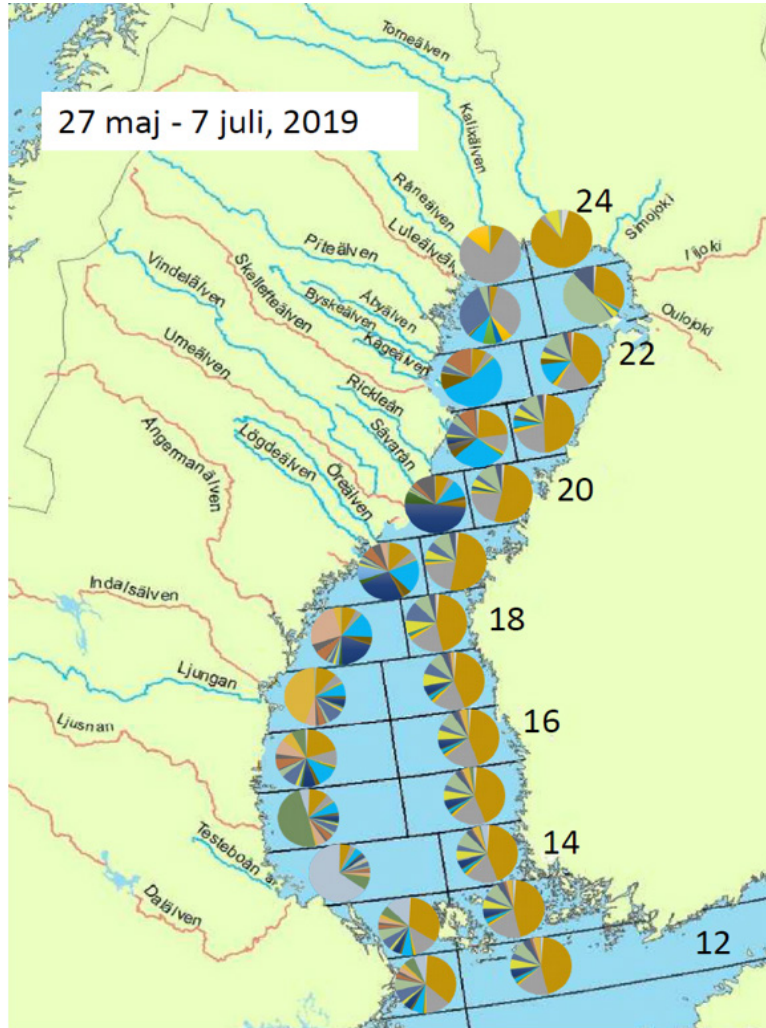 Torneälven
27 maj - 7 juli, 2019
Kalixälven
Råneälven
Luleälven
24
Simojoki
Iijoki
Piteälven
Vindelälven
Skellefteälven
Åbyälven
Byskeälven
Oulojoki
Kågeälven
22
Umeälven
Rickleån
Sävarån
Ångermanälven
Lögdeälven
Öreälven
20
Indalsälven
18
Ljungan
Ljusnan
16
Testeboån
14
Dalälven
12